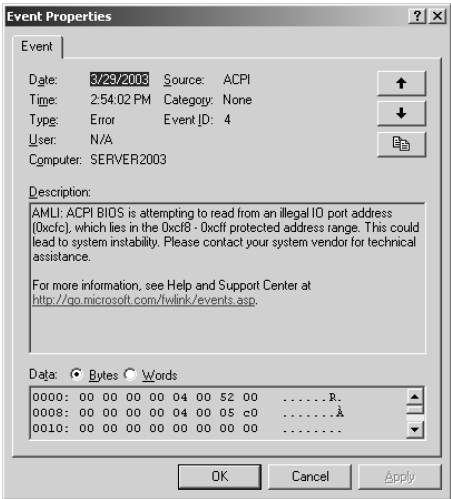 Event Properties
Event
Date: 3/29/2003 Source: ACPI
Time: 2:54:02 PM Category: None
Type: Error Event ID: 4
User: N/A
Computer: SERVER2003
Description:
AMLI: ACPI BIOS is attempting to read from an illegal IO port address
(0xcfc), which lies in the 0xcf8 - 0xcff protected address range. This could
lead to system instability. Please contact your system vendor for technical
assistance.
For more information, see Help and Support Center at
http://go.microsoft.com/fwlink/events.asp.
Data: Bytes Words
0000: 00 00 00 00 04 00 52 00 ......R.
0008: 00 00 00 00 04 00 05 c0 .......À
0010: 00 00 00 00 00 00 00 00 ........
OK Cancel Apply